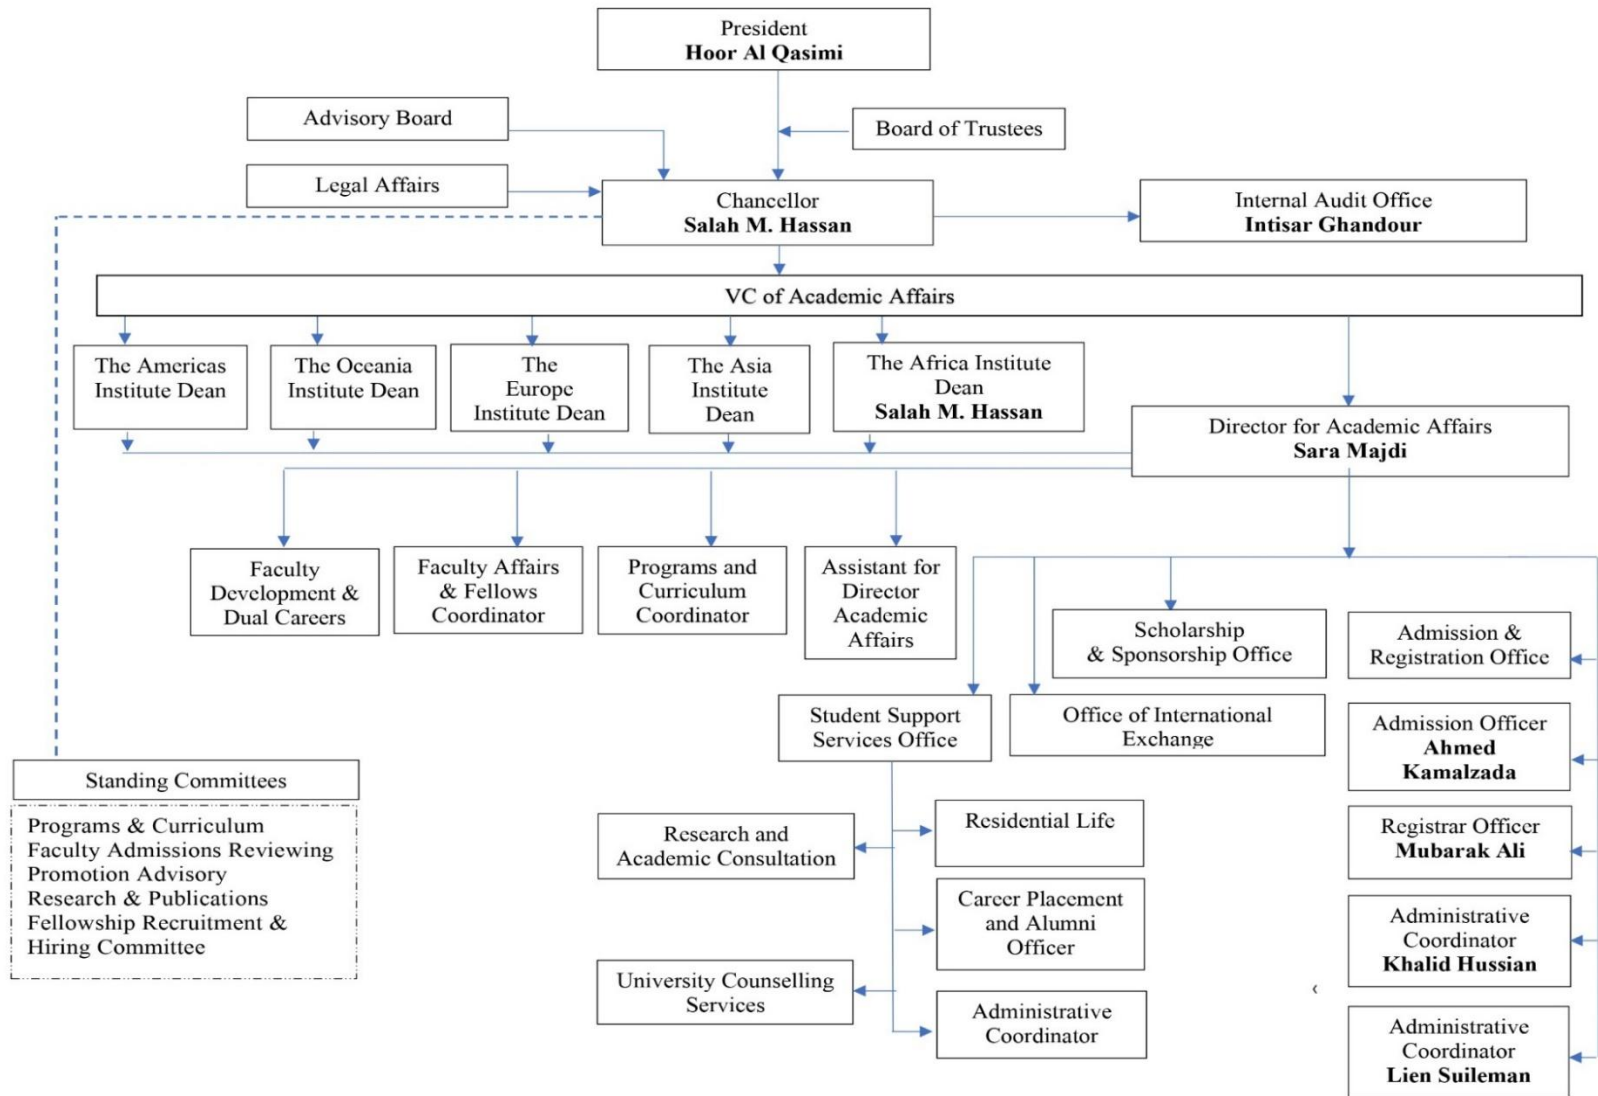 President
Hoor Al Qasimi
Advisory Board
Board of Trustees
Legal Affairs
Chancellor
Salah M. Hassan
Internal Audit Office
Intisar Ghandour
VC of Academic Affairs
The Americas
Institute Dean
The Oceania
Institute Dean
The
Europe
Institute Dean
The Asia
Institute
Dean
The Africa Institute
Dean
Salah M. Hassan
Director for Academic Affairs
Sara Majdi
Faculty
Development &
Dual Careers
Faculty Affairs
& Fellows
Coordinator
Programs and
Curriculum
Coordinator
Assistant for
Director
Academic
Affairs
Scholarship
& Sponsorship Office
Admission &
Registration Office
Student Support
Services Office
Office of International
Exchange
Admission Officer
Ahmed
Kamalzada
Standing Committees
Programs & Curriculum
Faculty Admissions Reviewing
Promotion Advisory
Research & Publications
Fellowship Recruitment &
Hiring Committee
Research and
Academic Consultation
Residential Life
Registrar Officer
Mubarak Ali
Career Placement
and Alumni
Officer
Administrative
Coordinator
Khalid Hussian
University Counselling
Services
Administrative
Coordinator
Administrative
Coordinator
Lien Suileman